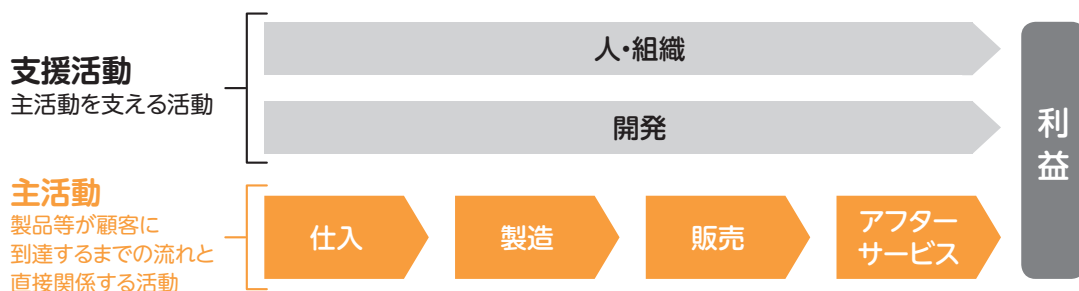 支援活動
主活動を支える活動
人・組織
開発
主活動
製品等が顧客に
到達するまでの流れと
直接関係する活動
仕入
製造
販売
アフター
サービス
利益